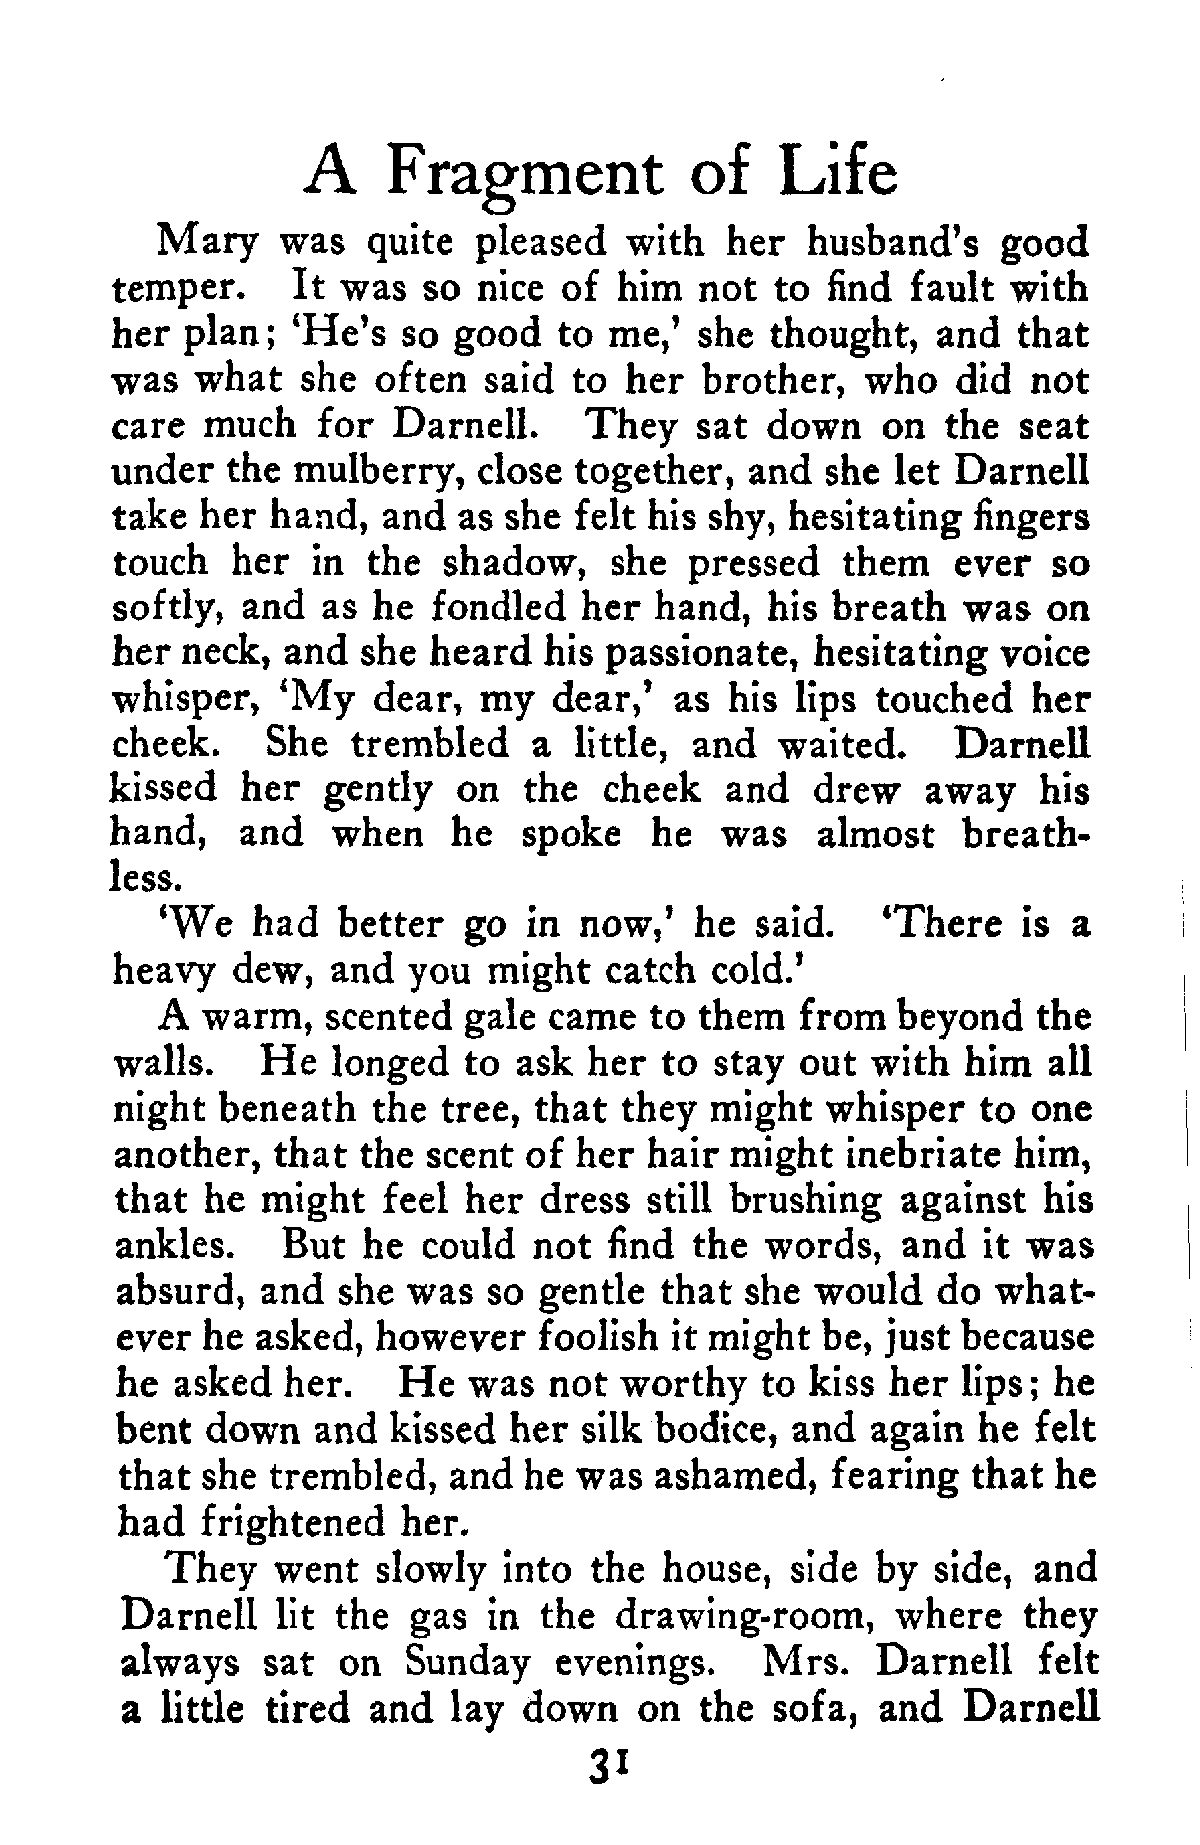 A Fragment of Life
Mary was quite pleased with her husband's good
temper. It was so nice of him not to find fault with
her plan; 'He's so good to me,' she thought, and that
was what she often said to her brother, who did not
care much for Darnell. They sat down on the seat
under the mulberry, close together, and she let Darnell
take her hand, and as she felt his shy, hesitating fingers
touch her in the shadow, she pressed them ever so
softly, and as he fondled her hand, his breath was on
her neck, and she heard his passionate, hesitating voice
whisper, 'My dear, my dear,' as his lips touched her
cheek. She trembled a little, and waited. Darnell
kissed her gently on the cheek and drew away his
hand, and when he spoke he was almost breath-
less.
'We had better go in now,' he said. 'There is a
heavy dew, and you might catch cold.'
A warm, scented gale came to them from beyond the
walls. He longed to ask her to stay out with him all
night beneath the tree, that they might whisper to one
another, that the scent of her hair might inebriate him,
that he might feel her dress still brushing against his
ankles. But he could not find the words, and it was
absurd, and she was so gentle that she would do what-
ever he asked, however foolish it might be, just because
he asked her. He was not worthy to kiss her lips; he
bent down and kissed her silk bodice, and again he felt
that she trembled, and he was ashamed, fearing that he
had frightened her.
They went slowly into the house, side by side, and
Darnell lit the gas in the drawing-room, where they
always sat on Sunday evenings. Mrs. Darnell felt
a little tired and lay down on the sofa, and Darnell
31